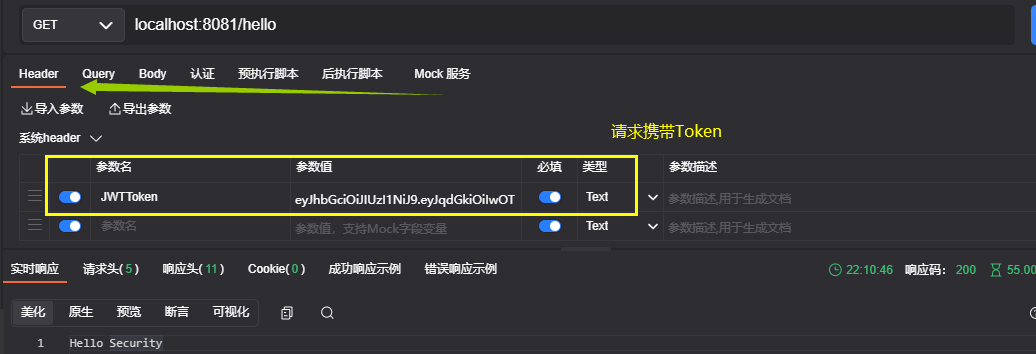 GET localhost:8081/hello
Header Query Body 认证 预执行脚本 后执行脚本 Mock 服务
导入参数 导出参数
系统header
请求携带Token
参数名 参数值 必填 类型 参数描述
JWTToken eyJhbGciOiJIUzI1NiJ9.eyJqdGkiOiIwOT Text 参数描述,用于生成文档
参数名 参数值，支持Mock字段变量 Text 参数描述,用于生成文档
实时响应 请求头(5) 响应头(11) Cookie(0) 成功响应示例 错误响应示例 22:10:46 响应码： 200 55.00
美化 原生 预览 断言 可视化
1 Hello Security